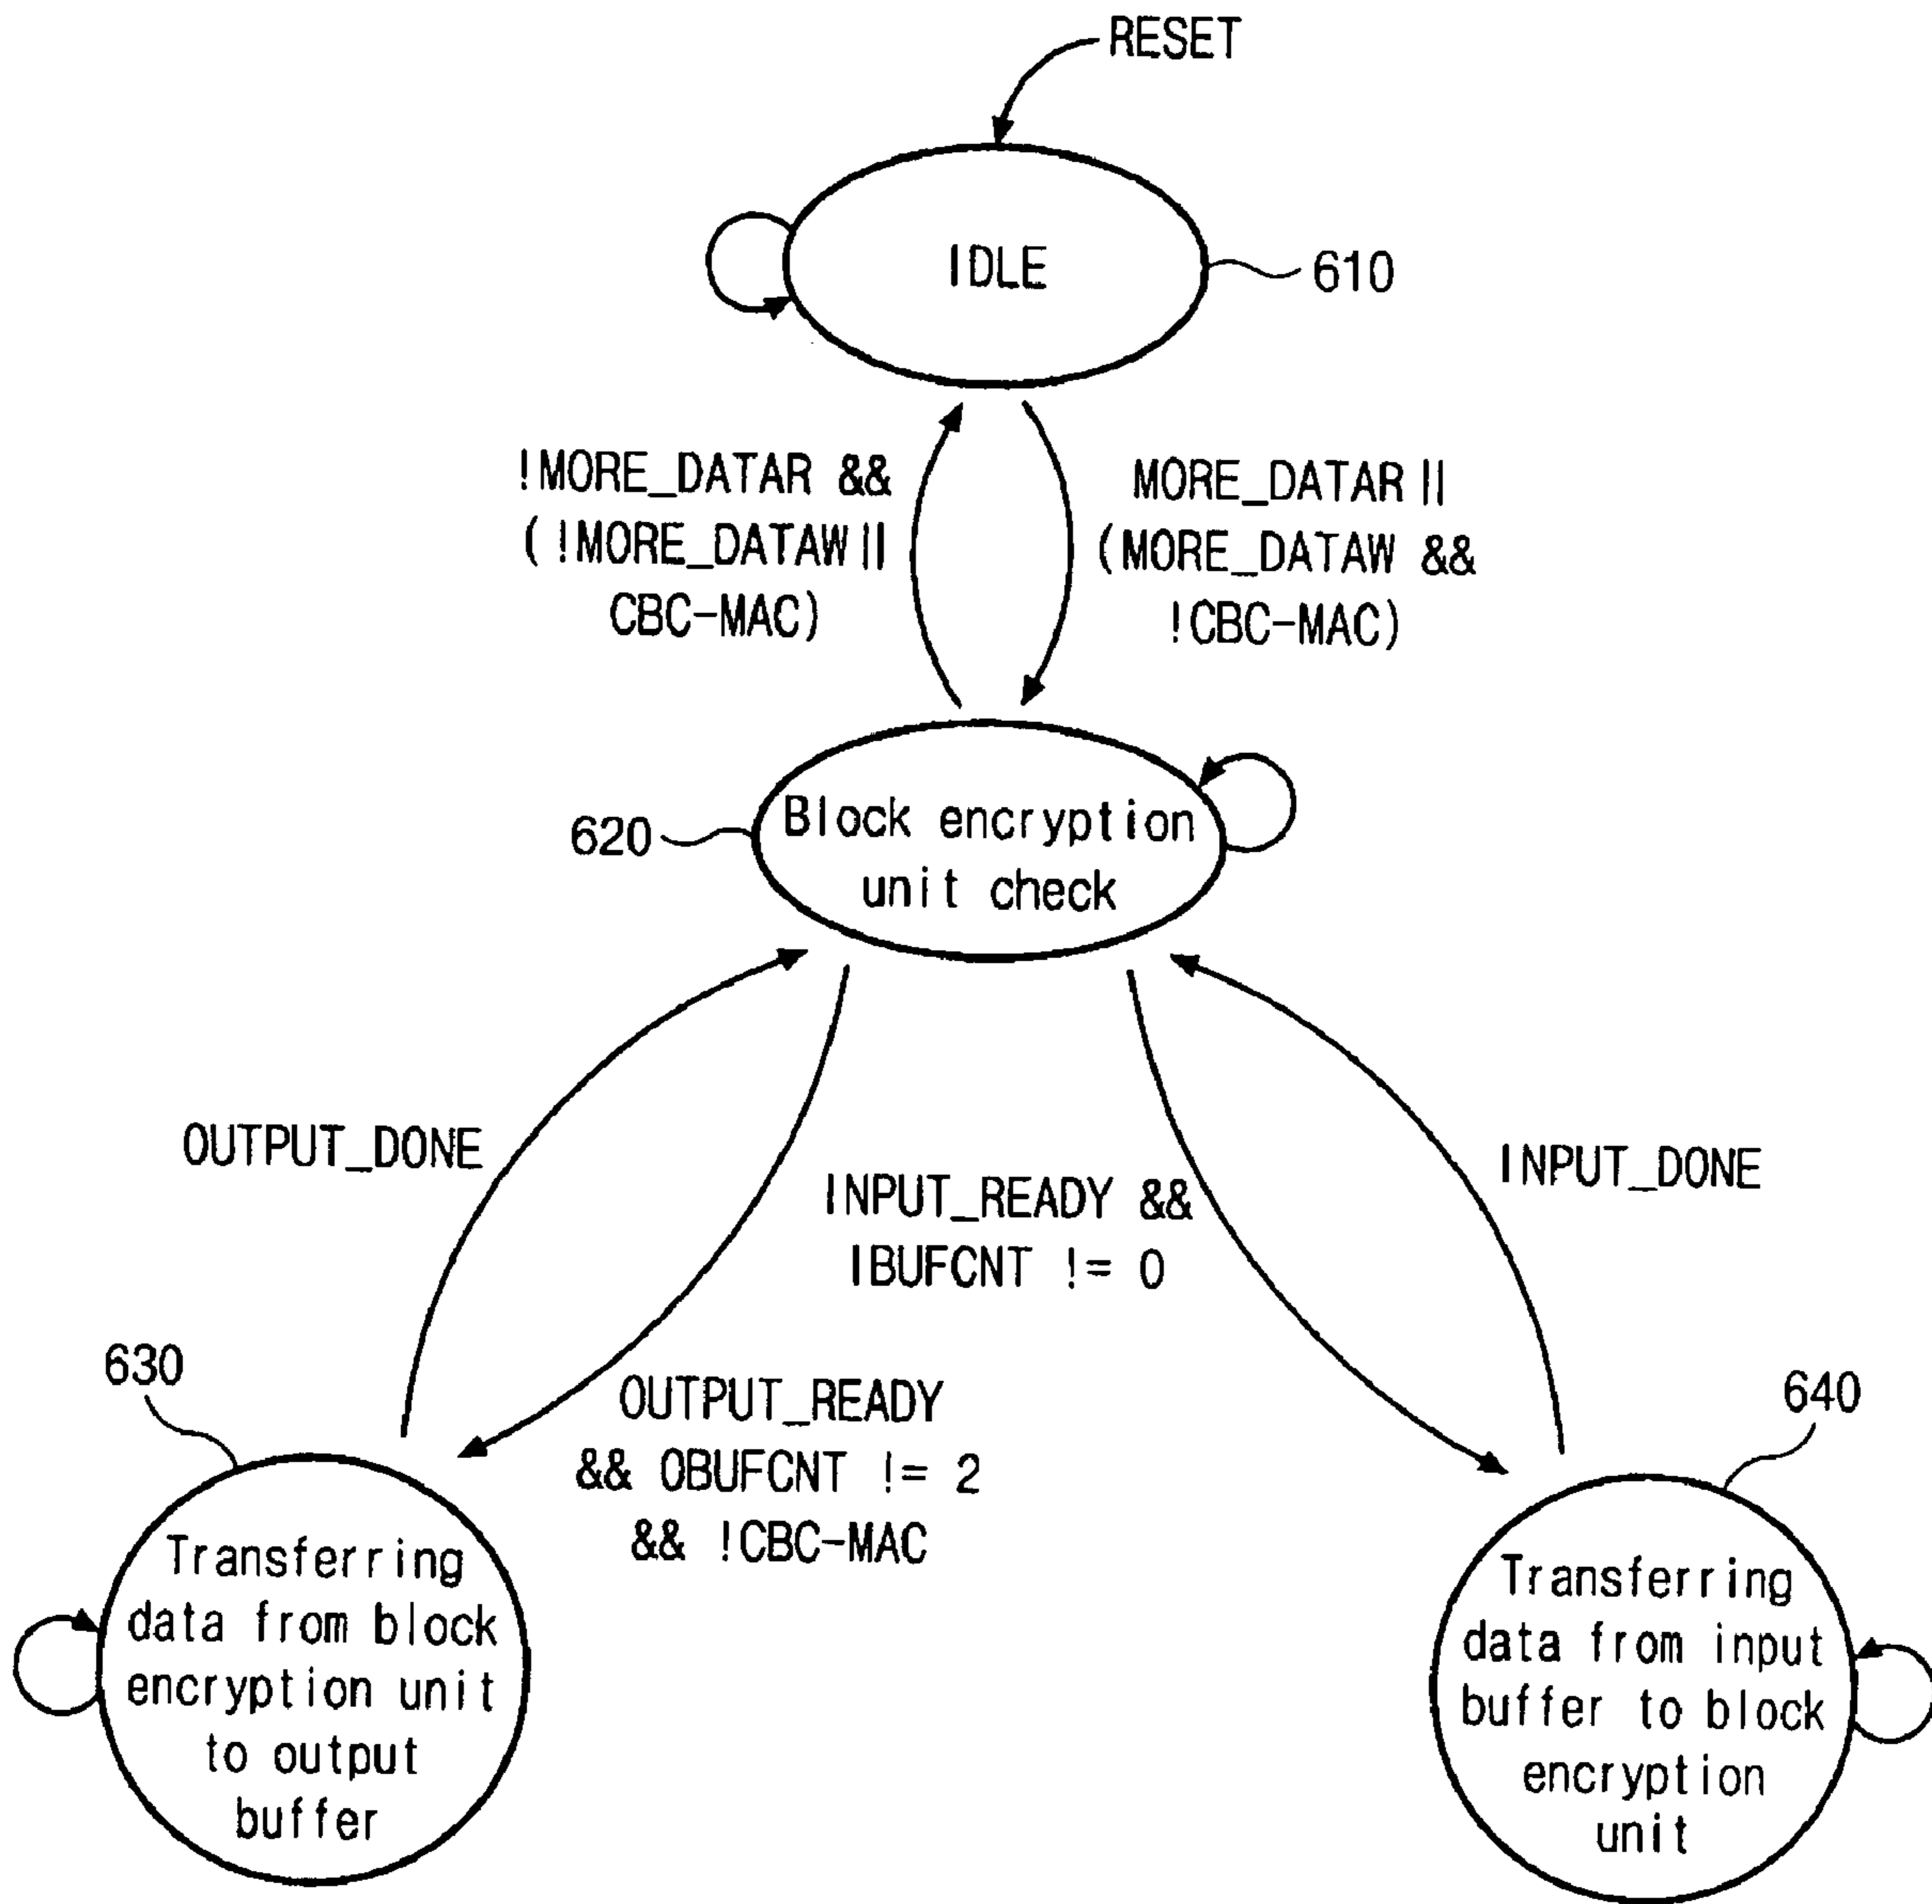 RESET
IDLE
610
!MORE_DATAR &&
( !MORE_DATAW ||
CBC-MAC)
MORE_DATAR ||
(MORE_DATAW &&
!CBC-MAC)
620
Block encryption
unit check
OUTPUT_DONE
INPUT_READY &&
IBUFCNT != 0
INPUT_DONE
630
OUTPUT_READY
&& OBUFCNT != 2
&& !CBC-MAC
640
Transferring
data from block
encryption unit
to output
buffer
Transferring
data from input
buffer to block
encryption
unit